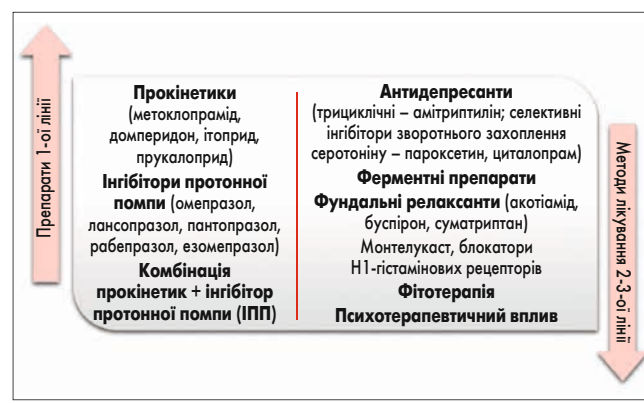 Препарати 1-ої лінії
Прокінетики
(метоклопрамід,
домперидон, ітоприд,
прукалоприд)
Інгібітори протонної
помпи (омепразол,
лансопразол, пантопразол,
рабепразол, езомепразол)
Комбінація
прокінетик + інгібітор
протонної помпи (ІПП)
Антидепресанти
(трициклічні – амітриптилін; селективні
інгібітори зворотнього захоплення
серотоніну – пароксетин, циталопрам)
Ферментні препарати
Фундальні релаксанти (акотіамід,
буспірон, суматриптан)
Монтелукаст, блокатори
Н1-гістамінових рецепторів
Фітотерапія
Психотерапевтичний вплив
Методи лікування 2-3-ої лінії